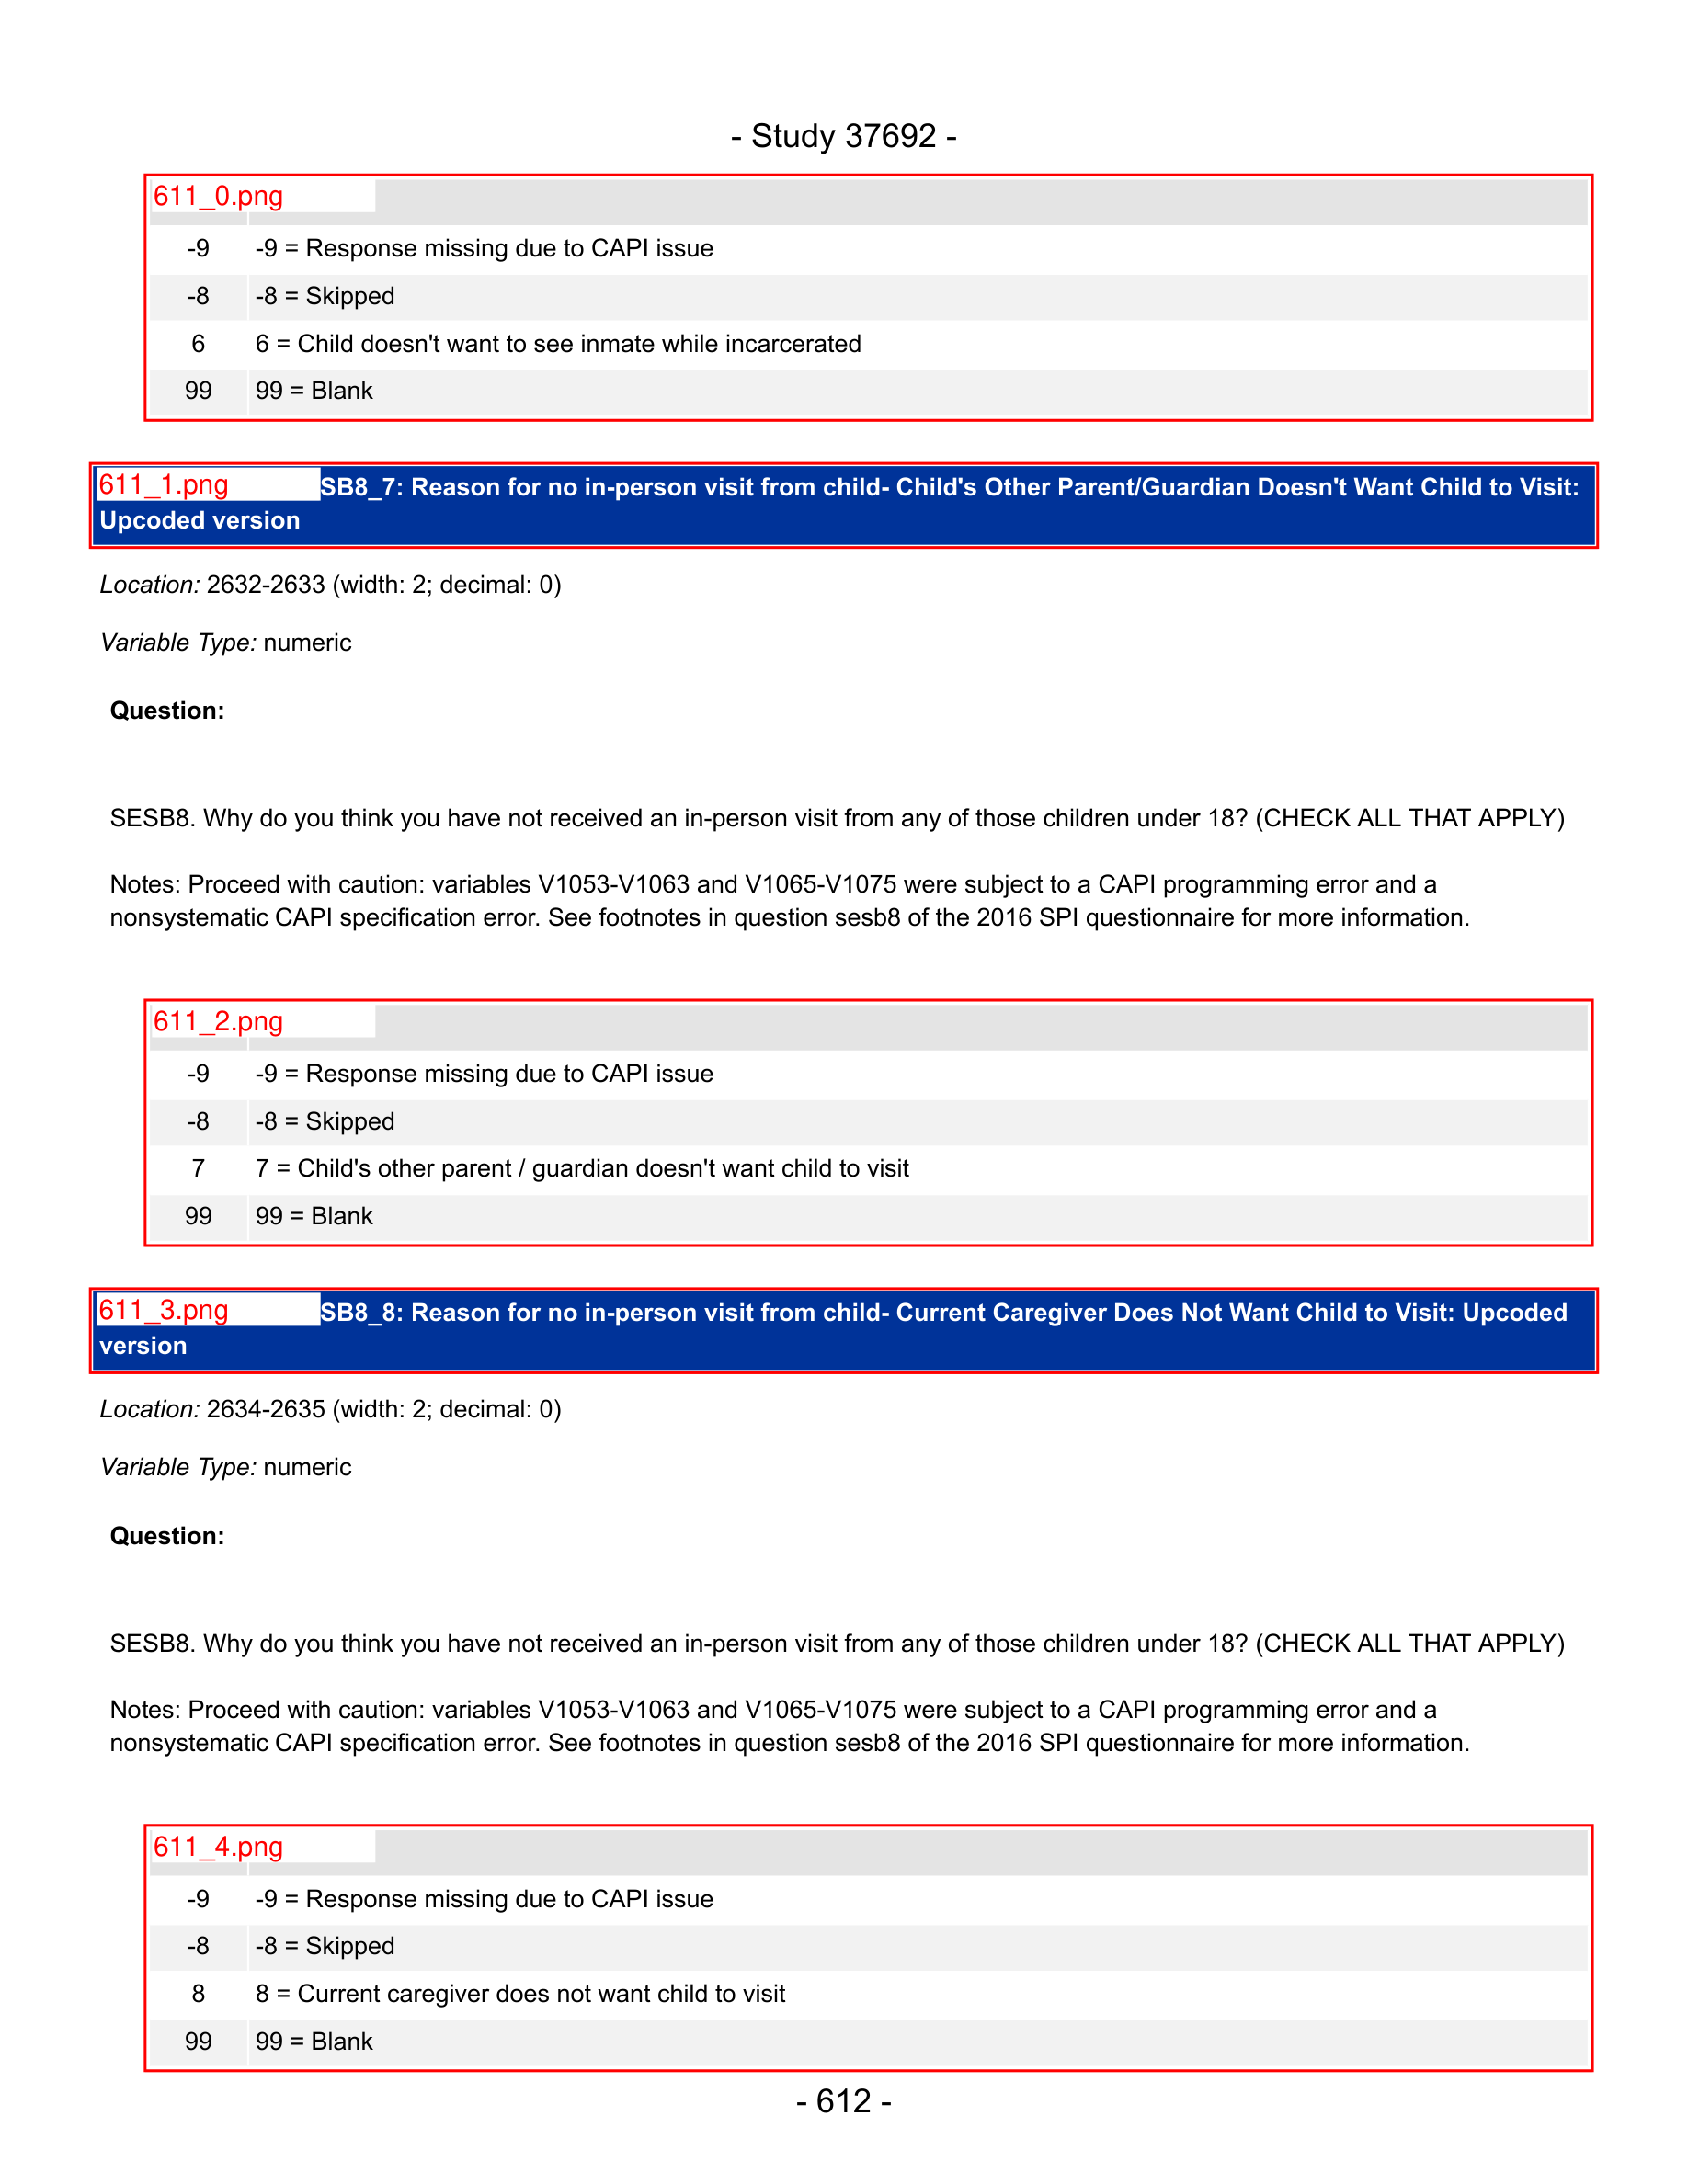 - Study 37692 -
611_0.png
-9 -9 = Response missing due to CAPI issue
-8 -8 = Skipped
6 6 = Child doesn't want to see inmate while incarcerated
99 99 = Blank
611_1.png SB8_7: Reason for no in-person visit from child- Child's Other Parent/Guardian Doesn't Want Child to Visit:
Upcoded version
Location: 2632-2633 (width: 2; decimal: 0)
Variable Type: numeric
Question:
SESB8. Why do you think you have not received an in-person visit from any of those children under 18? (CHECK ALL THAT APPLY)
Notes: Proceed with caution: variables V1053-V1063 and V1065-V1075 were subject to a CAPI programming error and a
nonsystematic CAPI specification error. See footnotes in question sesb8 of the 2016 SPI questionnaire for more information.
611_2.png
-9 -9 = Response missing due to CAPI issue
-8 -8 = Skipped
7 7 = Child's other parent / guardian doesn't want child to visit
99 99 = Blank
611_3.png SB8_8: Reason for no in-person visit from child- Current Caregiver Does Not Want Child to Visit: Upcoded
version
Location: 2634-2635 (width: 2; decimal: 0)
Variable Type: numeric
Question:
SESB8. Why do you think you have not received an in-person visit from any of those children under 18? (CHECK ALL THAT APPLY)
Notes: Proceed with caution: variables V1053-V1063 and V1065-V1075 were subject to a CAPI programming error and a
nonsystematic CAPI specification error. See footnotes in question sesb8 of the 2016 SPI questionnaire for more information.
611_4.png
-9 -9 = Response missing due to CAPI issue
-8 -8 = Skipped
8 8 = Current caregiver does not want child to visit
99 99 = Blank
- 612 -